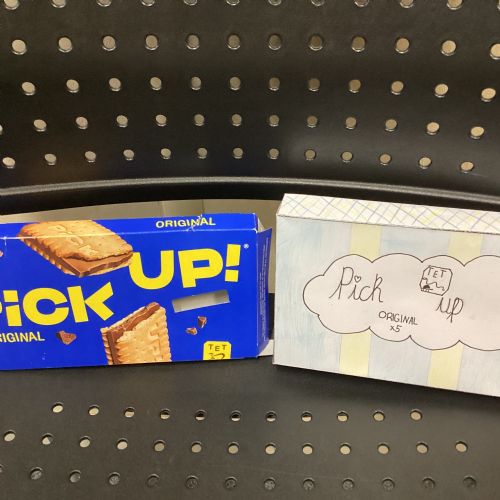 ORIGINAL
PiCK UP!®
ORIGINAL
TET
Pick up
TET
ORIGINAL
x5